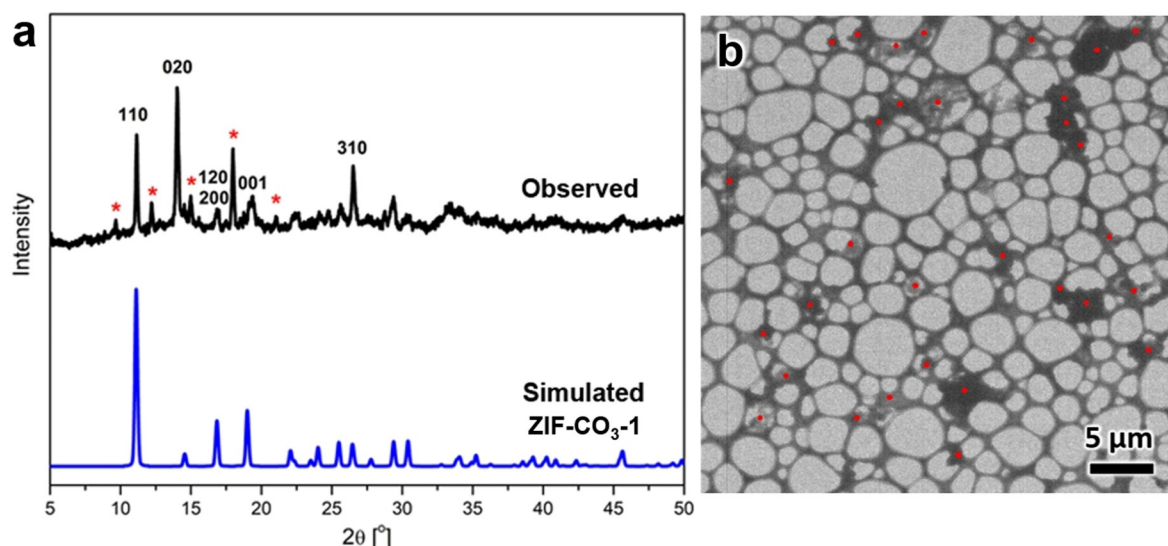 a
Intensity
110
020
*
*
*
120
200
*
001
*
310
Observed
Simulated
ZIF-CO₃-1
5 10 15 20 25 30 35 40 45 50
2θ [°]
b
5 μm